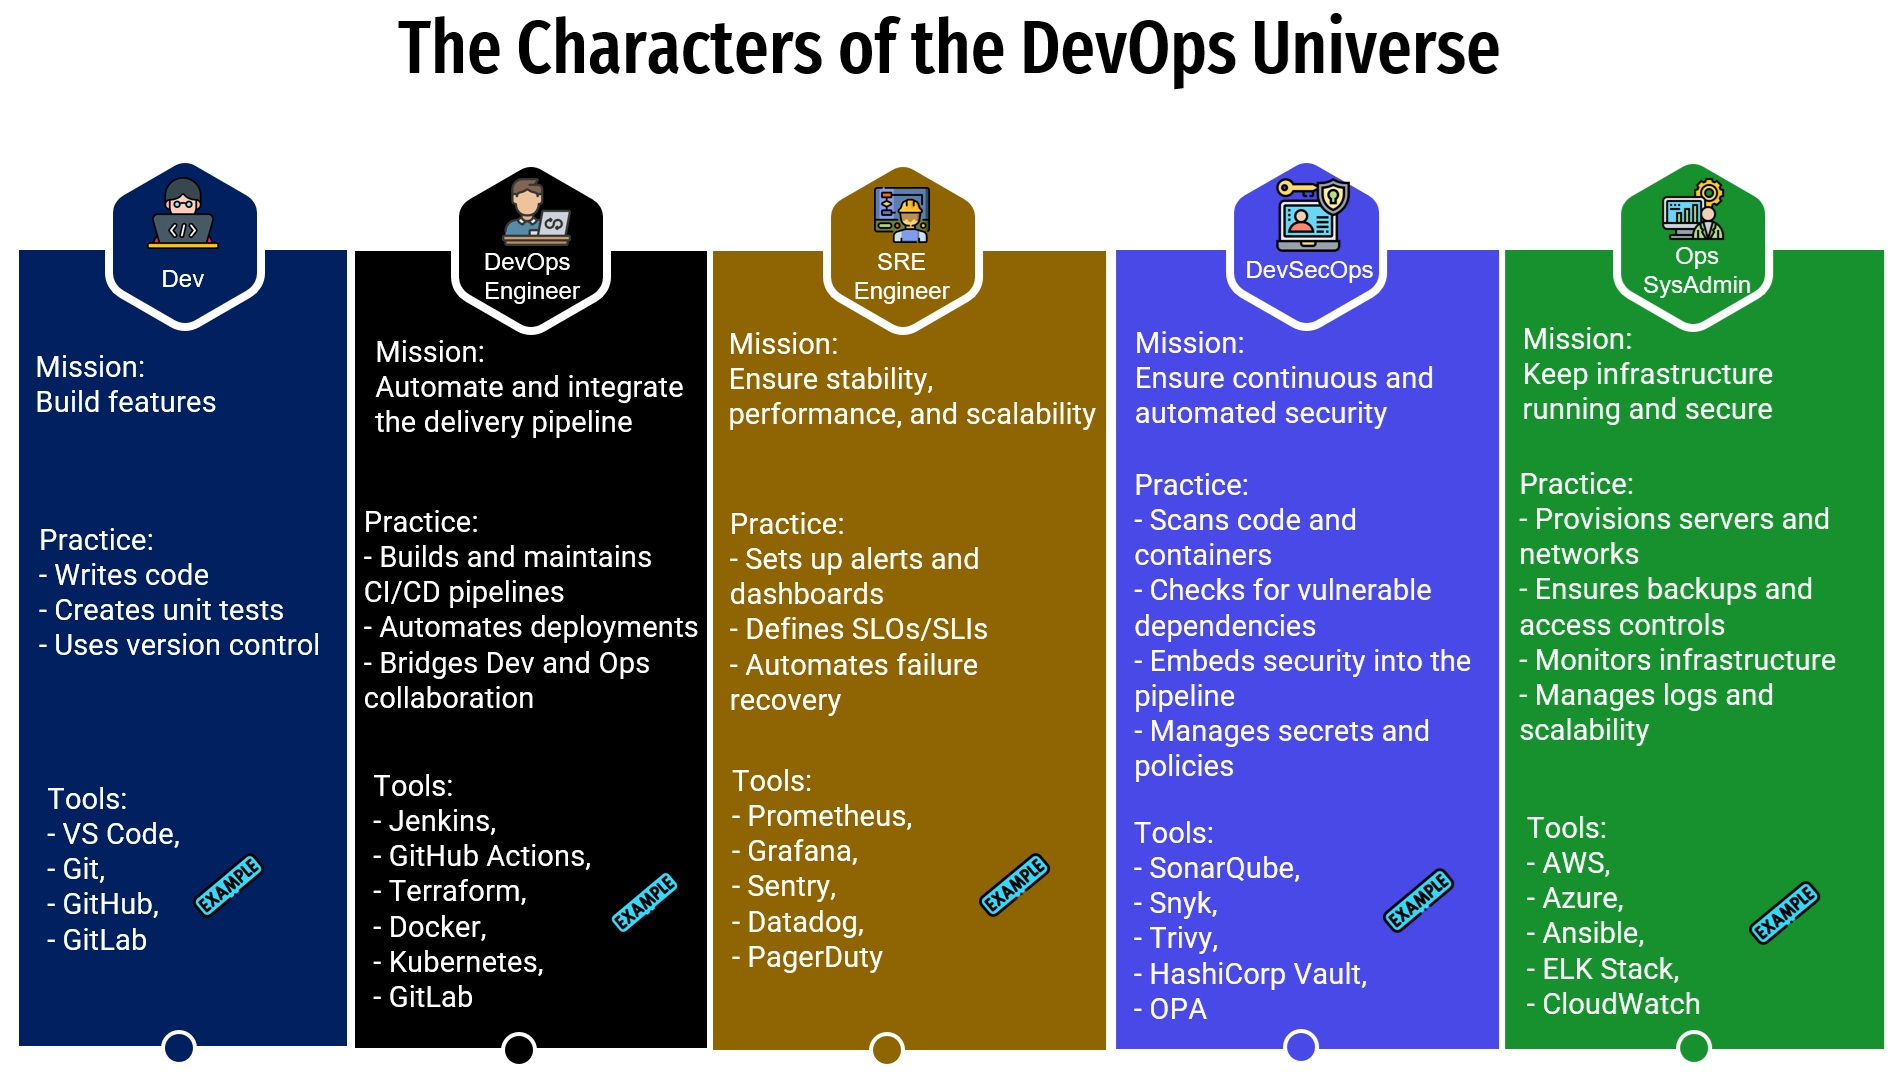 The Characters of the DevOps Universe
</>
Dev
Mission:
Build features
Practice:
- Writes code
- Creates unit tests
- Uses version control
Tools:
- VS Code,
- Git,
- GitHub,
- GitLab
EXAMPLE
DevOps
Engineer
Mission:
Automate and integrate
the delivery pipeline
Practice:
- Builds and maintains
CI/CD pipelines
- Automates deployments
- Bridges Dev and Ops
collaboration
Tools:
- Jenkins,
- GitHub Actions,
- Terraform,
- Docker,
- Kubernetes,
- GitLab
EXAMPLE
SRE
Engineer
Mission:
Ensure stability,
performance, and scalability
Practice:
- Sets up alerts and
dashboards
- Defines SLOs/SLIs
- Automates failure
recovery
Tools:
- Prometheus,
- Grafana,
- Sentry,
- Datadog,
- PagerDuty
EXAMPLE
DevSecOps
Mission:
Ensure continuous and
automated security
Practice:
- Scans code and
containers
- Checks for vulnerable
dependencies
- Embeds security into the
pipeline
- Manages secrets and
policies
Tools:
- SonarQube,
- Snyk,
- Trivy,
- HashiCorp Vault,
- OPA
EXAMPLE
Ops
SysAdmin
Mission:
Keep infrastructure
running and secure
Practice:
- Provisions servers and
networks
- Ensures backups and
access controls
- Monitors infrastructure
- Manages logs and
scalability
Tools:
- AWS,
- Azure,
- Ansible,
- ELK Stack,
- CloudWatch
EXAMPLE